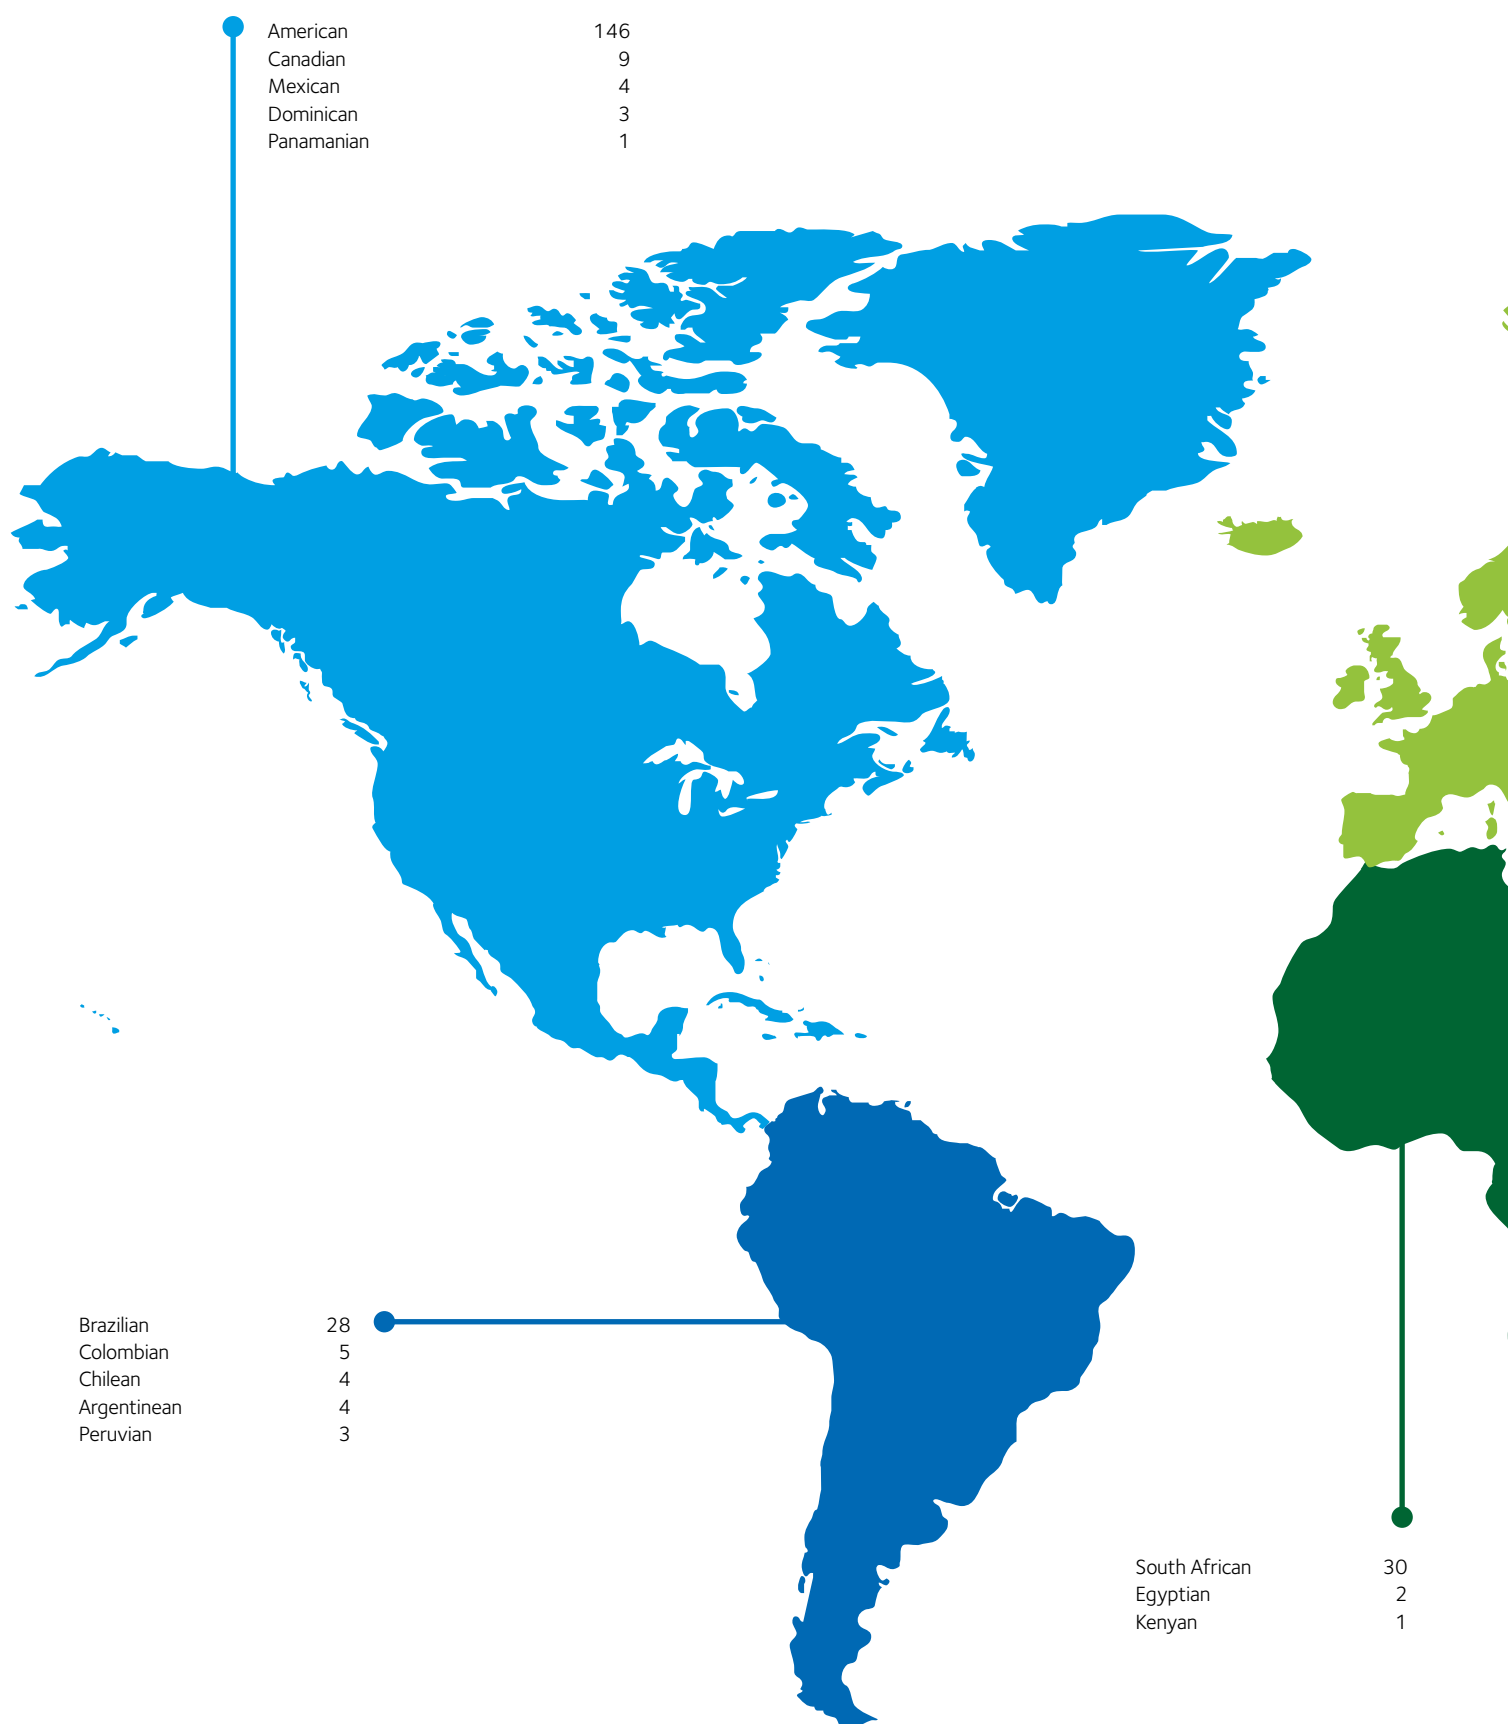 American 146
Canadian 9
Mexican 4
Dominican 3
Panamanian 1
Brazilian 28
Colombian 5
Chilean 4
Argentinean 4
Peruvian 3
South African 30
Egyptian 2
Kenyan 1